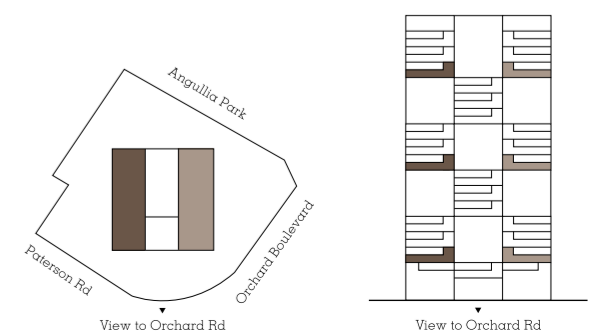 Angullia Park
Orchard Boulevard
Paterson Rd
View to Orchard Rd
View to Orchard Rd